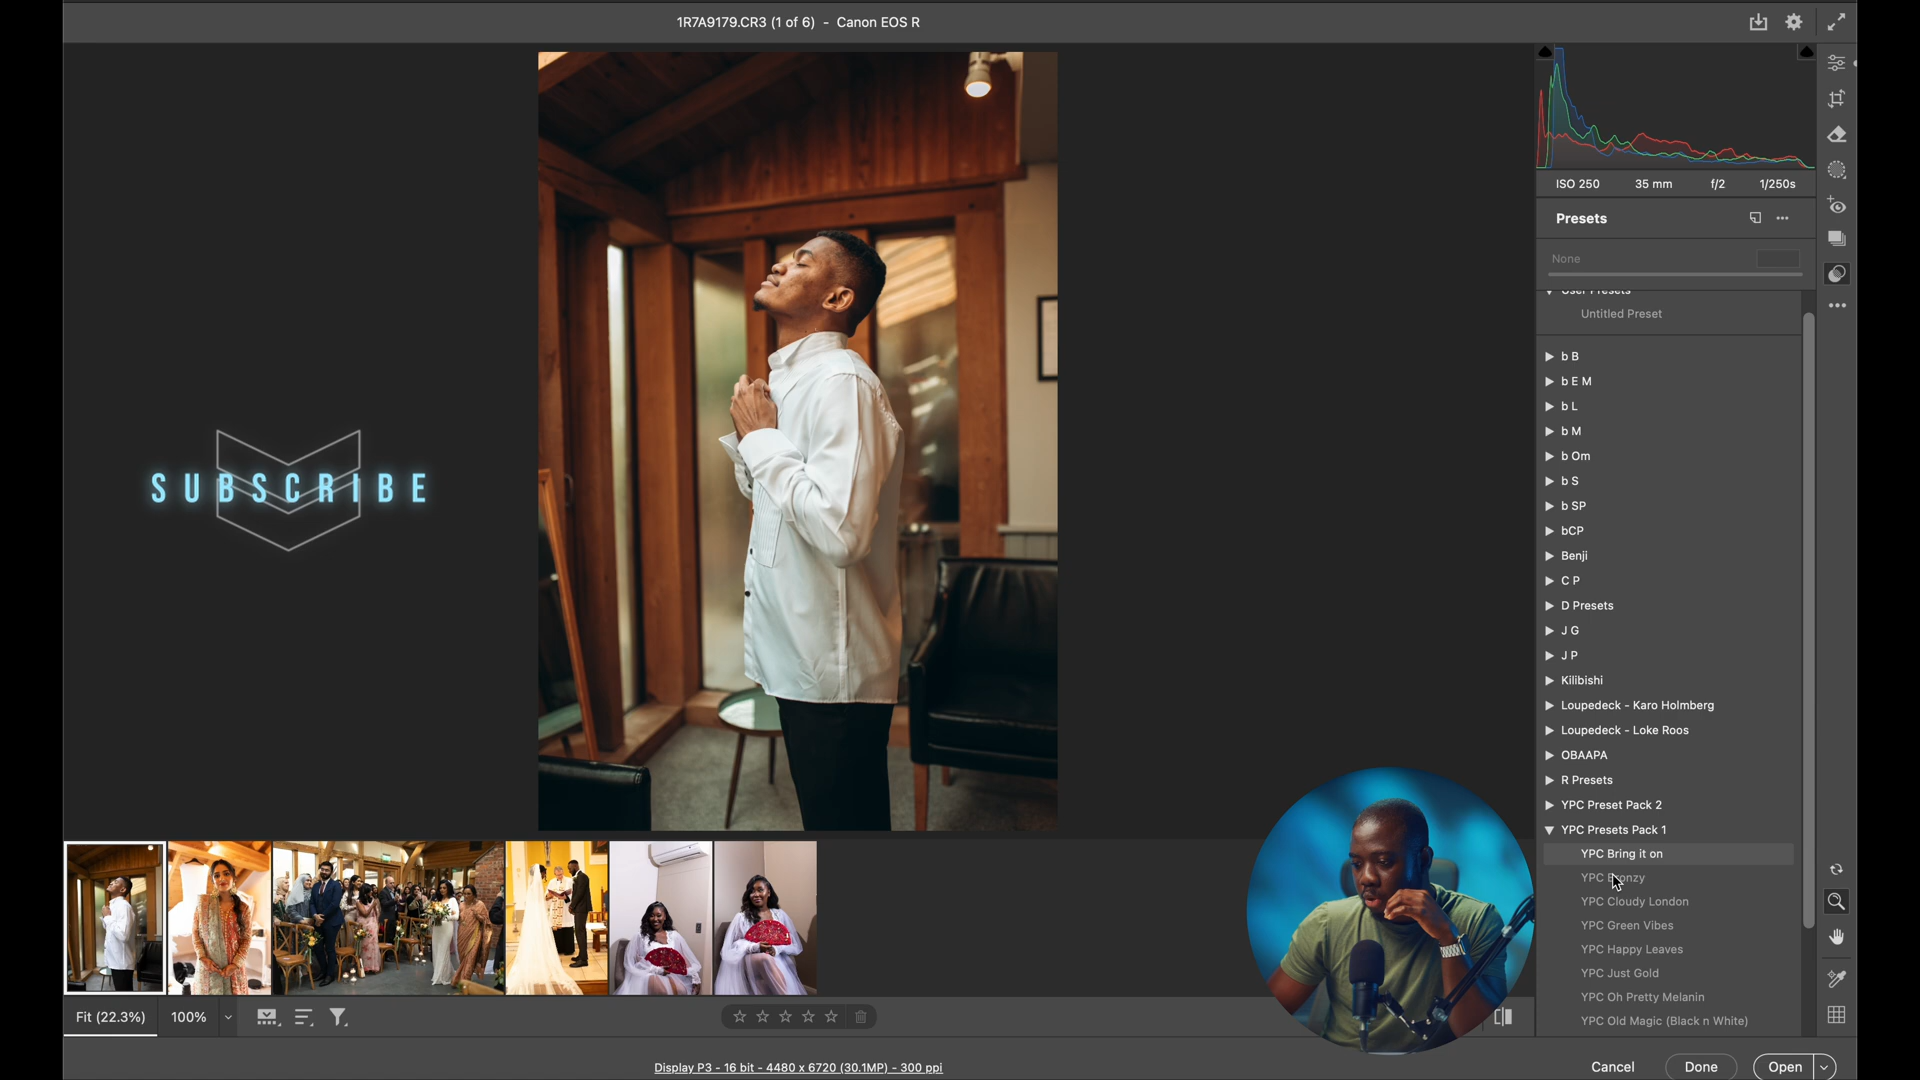 1R7A9179.CR3 (1 of 6) - Canon EOS R
ISO 250 35 mm f/2 1/250s
Presets
None
User Presets
Untitled Preset
b B
b E M
b L
b M
b Om
b S
b SP
bCP
Benji
C P
D Presets
J G
J P
Kilibishi
Loupedeck - Karo Holmberg
Loupedeck - Loke Roos
OBAAPA
R Presets
YPC Preset Pack 2
YPC Presets Pack 1
YPC Bring it on
YPC Bronzy
YPC Cloudy London
YPC Green Vibes
YPC Happy Leaves
YPC Just Gold
YPC Oh Pretty Melanin
YPC Old Magic (Black n White)
SUBSCRIBE
Fit (22.3%) 100%
Display P3 - 16 bit - 4480 x 6720 (30.1MP) - 300 ppi
Cancel Done Open